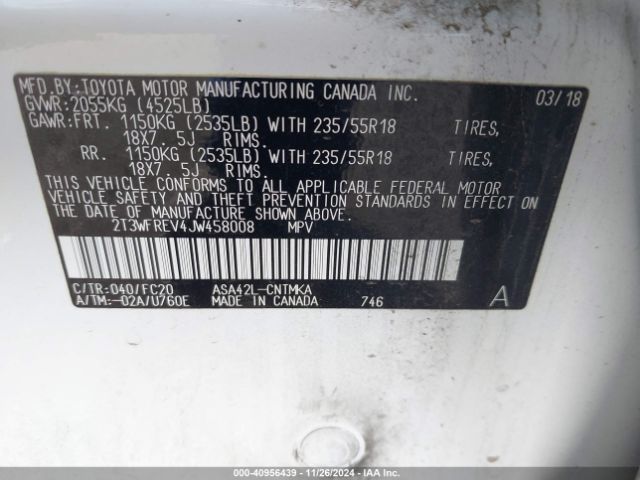 MFD.BY:TOYOTA MOTOR MANUFACTURING CANADA INC. 03/18
GVWR:2055KG (4525LB)
GAWR:FRT. 1150KG (2535LB) WITH 235/55R18 TIRES,
18X7. 5J RIMS.
RR. 1150KG (2535LB) WITH 235/55R18 TIRES,
18X7. 5J RIMS.
THIS VEHICLE CONFORMS TO ALL APPLICABLE FEDERAL MOTOR
VEHICLE SAFETY AND THEFT PREVENTION STANDARDS IN EFFECT ON
THE DATE OF MANUFACTURE SHOWN ABOVE.
2T3WFREV4JW458008 MPV
C/TR:040/FC20 ASA42L-CNTMKA
A/TM:-02A/U760E MADE IN CANADA 746 A
000-40956439 - 11/26/2024 - IAA Inc.